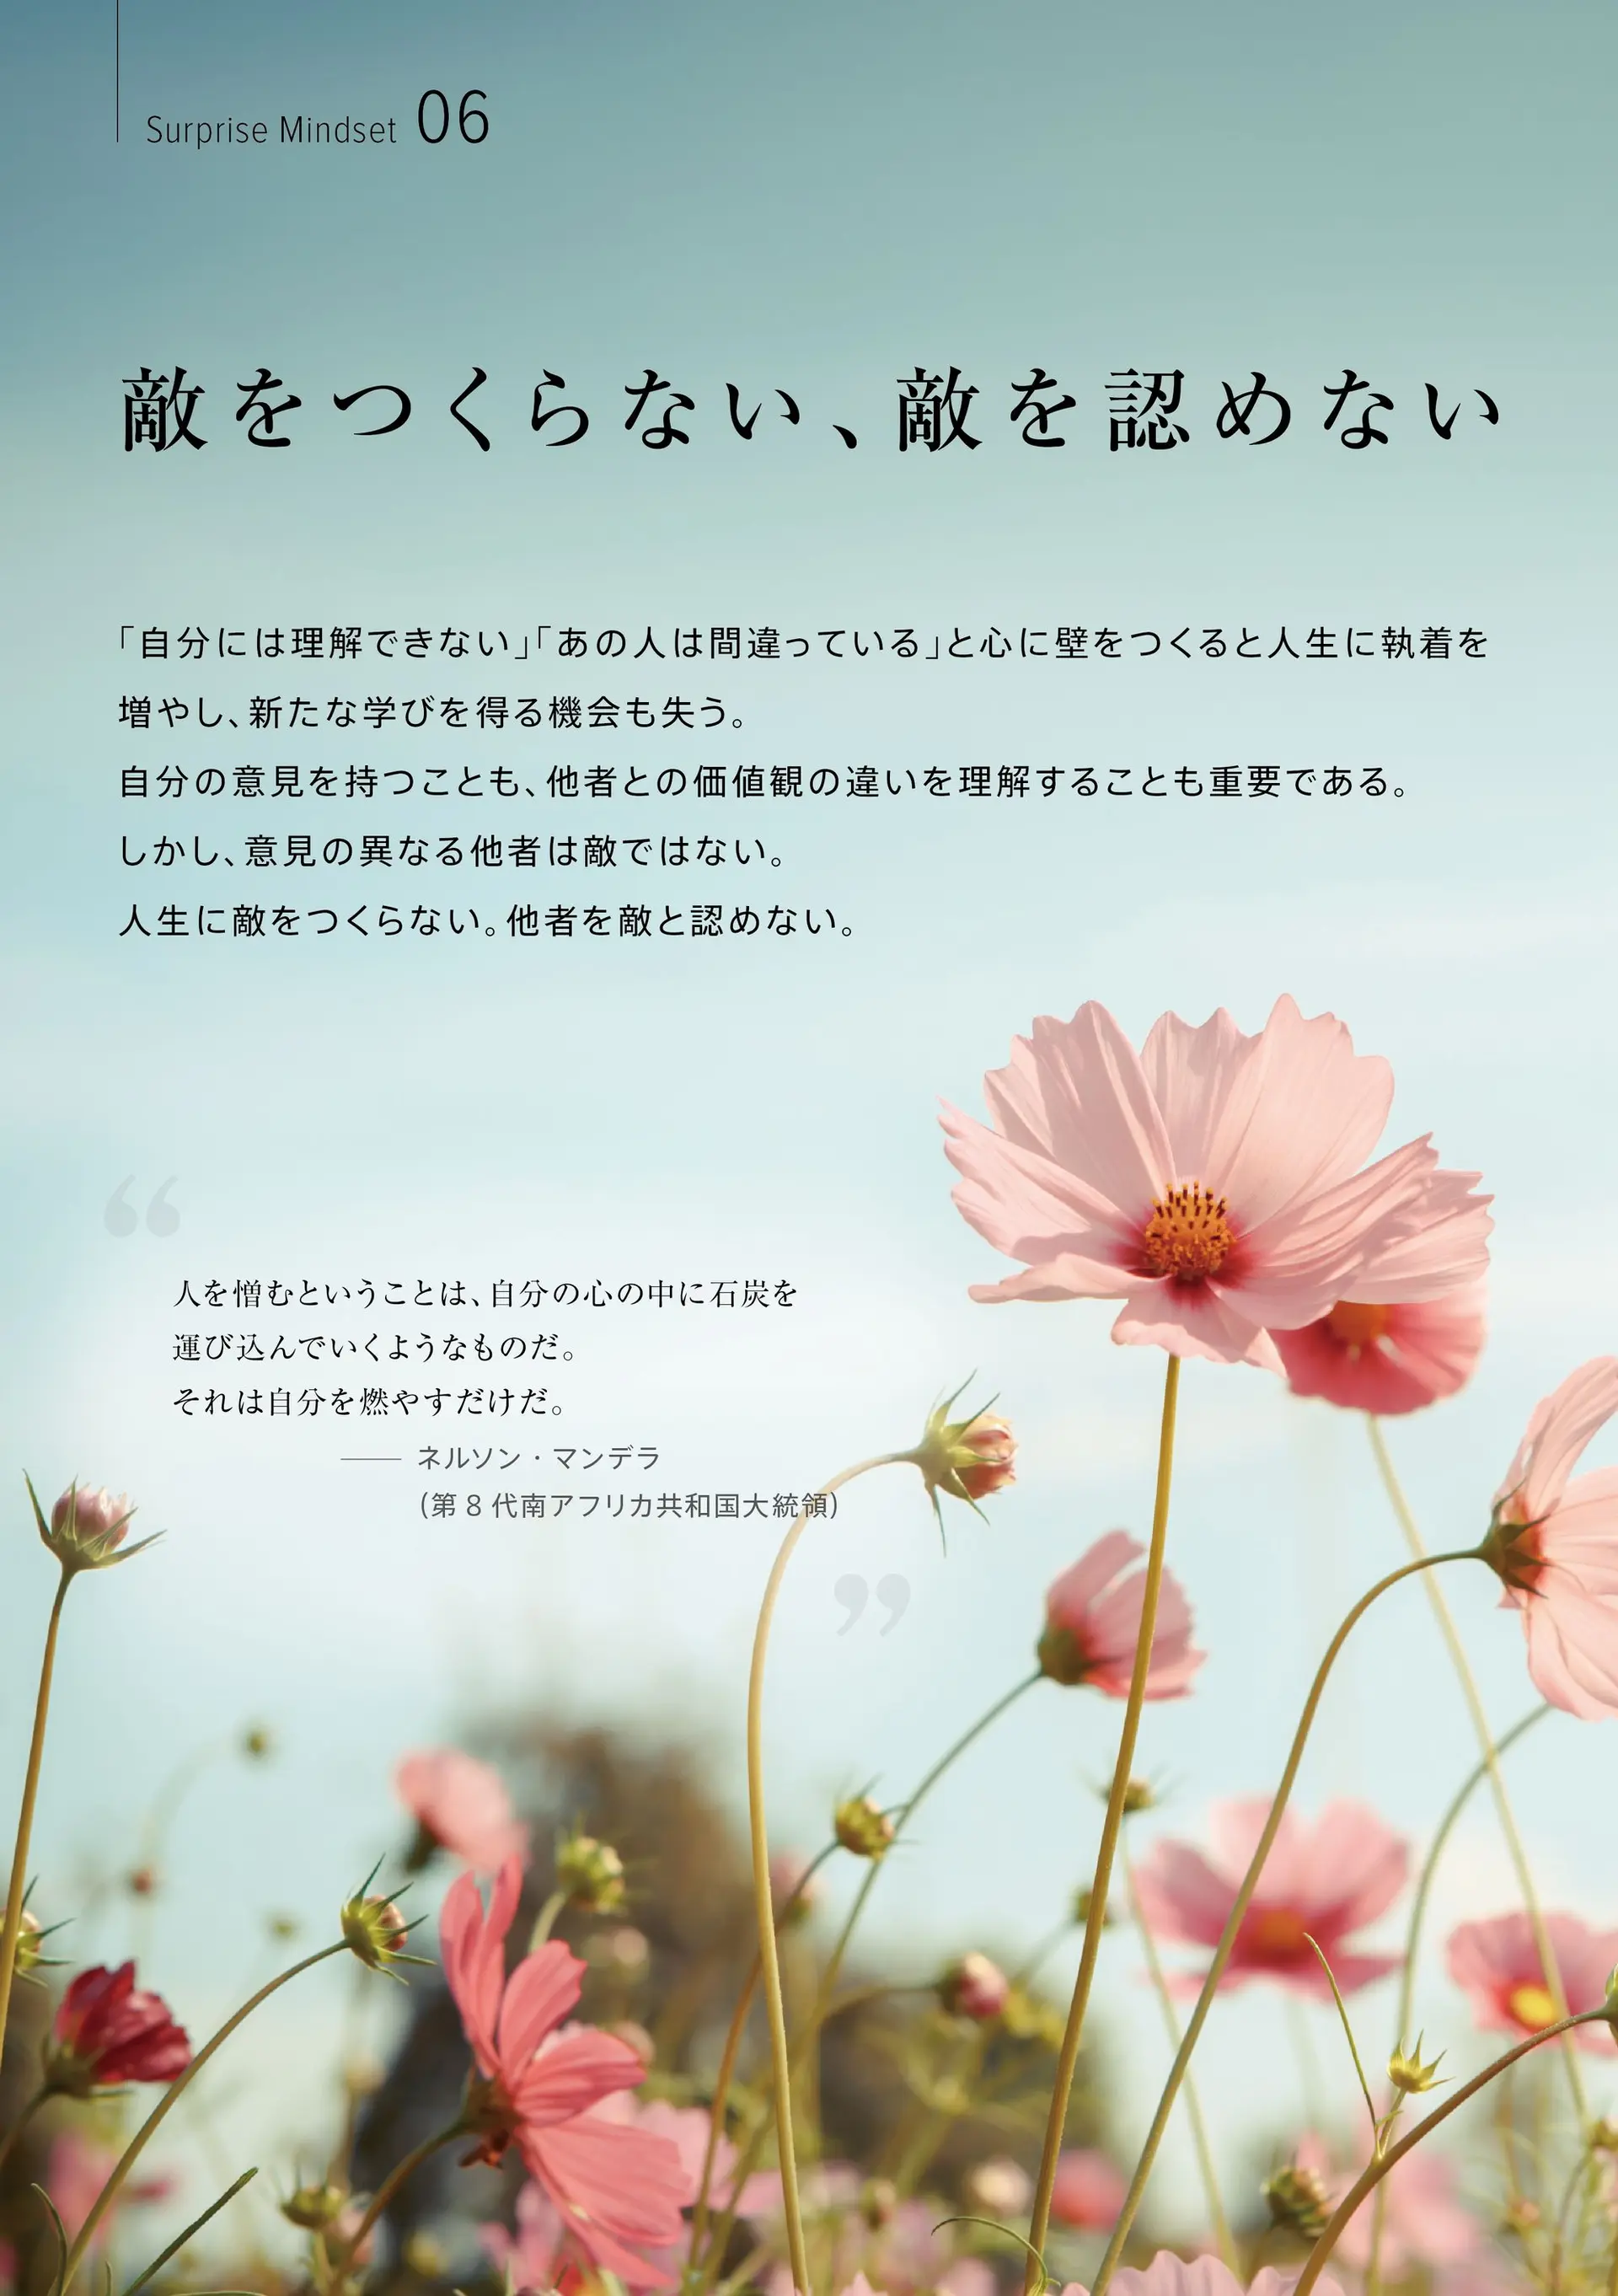 Surprise Mindset 06
敵をつくらない、敵を認めない
「自分には理解できない」「あの人は間違っている」と心に壁をつくると人生に執着を
増やし、新たな学びを得る機会も失う。
自分の意見を持つことも、他者との価値観の違いを理解することも重要である。
しかし、意見の異なる他者は敵ではない。
人生に敵をつくらない。他者を敵と認めない。
“
人を憎むということは、自分の心の中に石炭を
運び込んでいくようなものだ。
それは自分を燃やすだけだ。
—— ネルソン・マンデラ
(第 8 代南アフリカ共和国大統領)
”